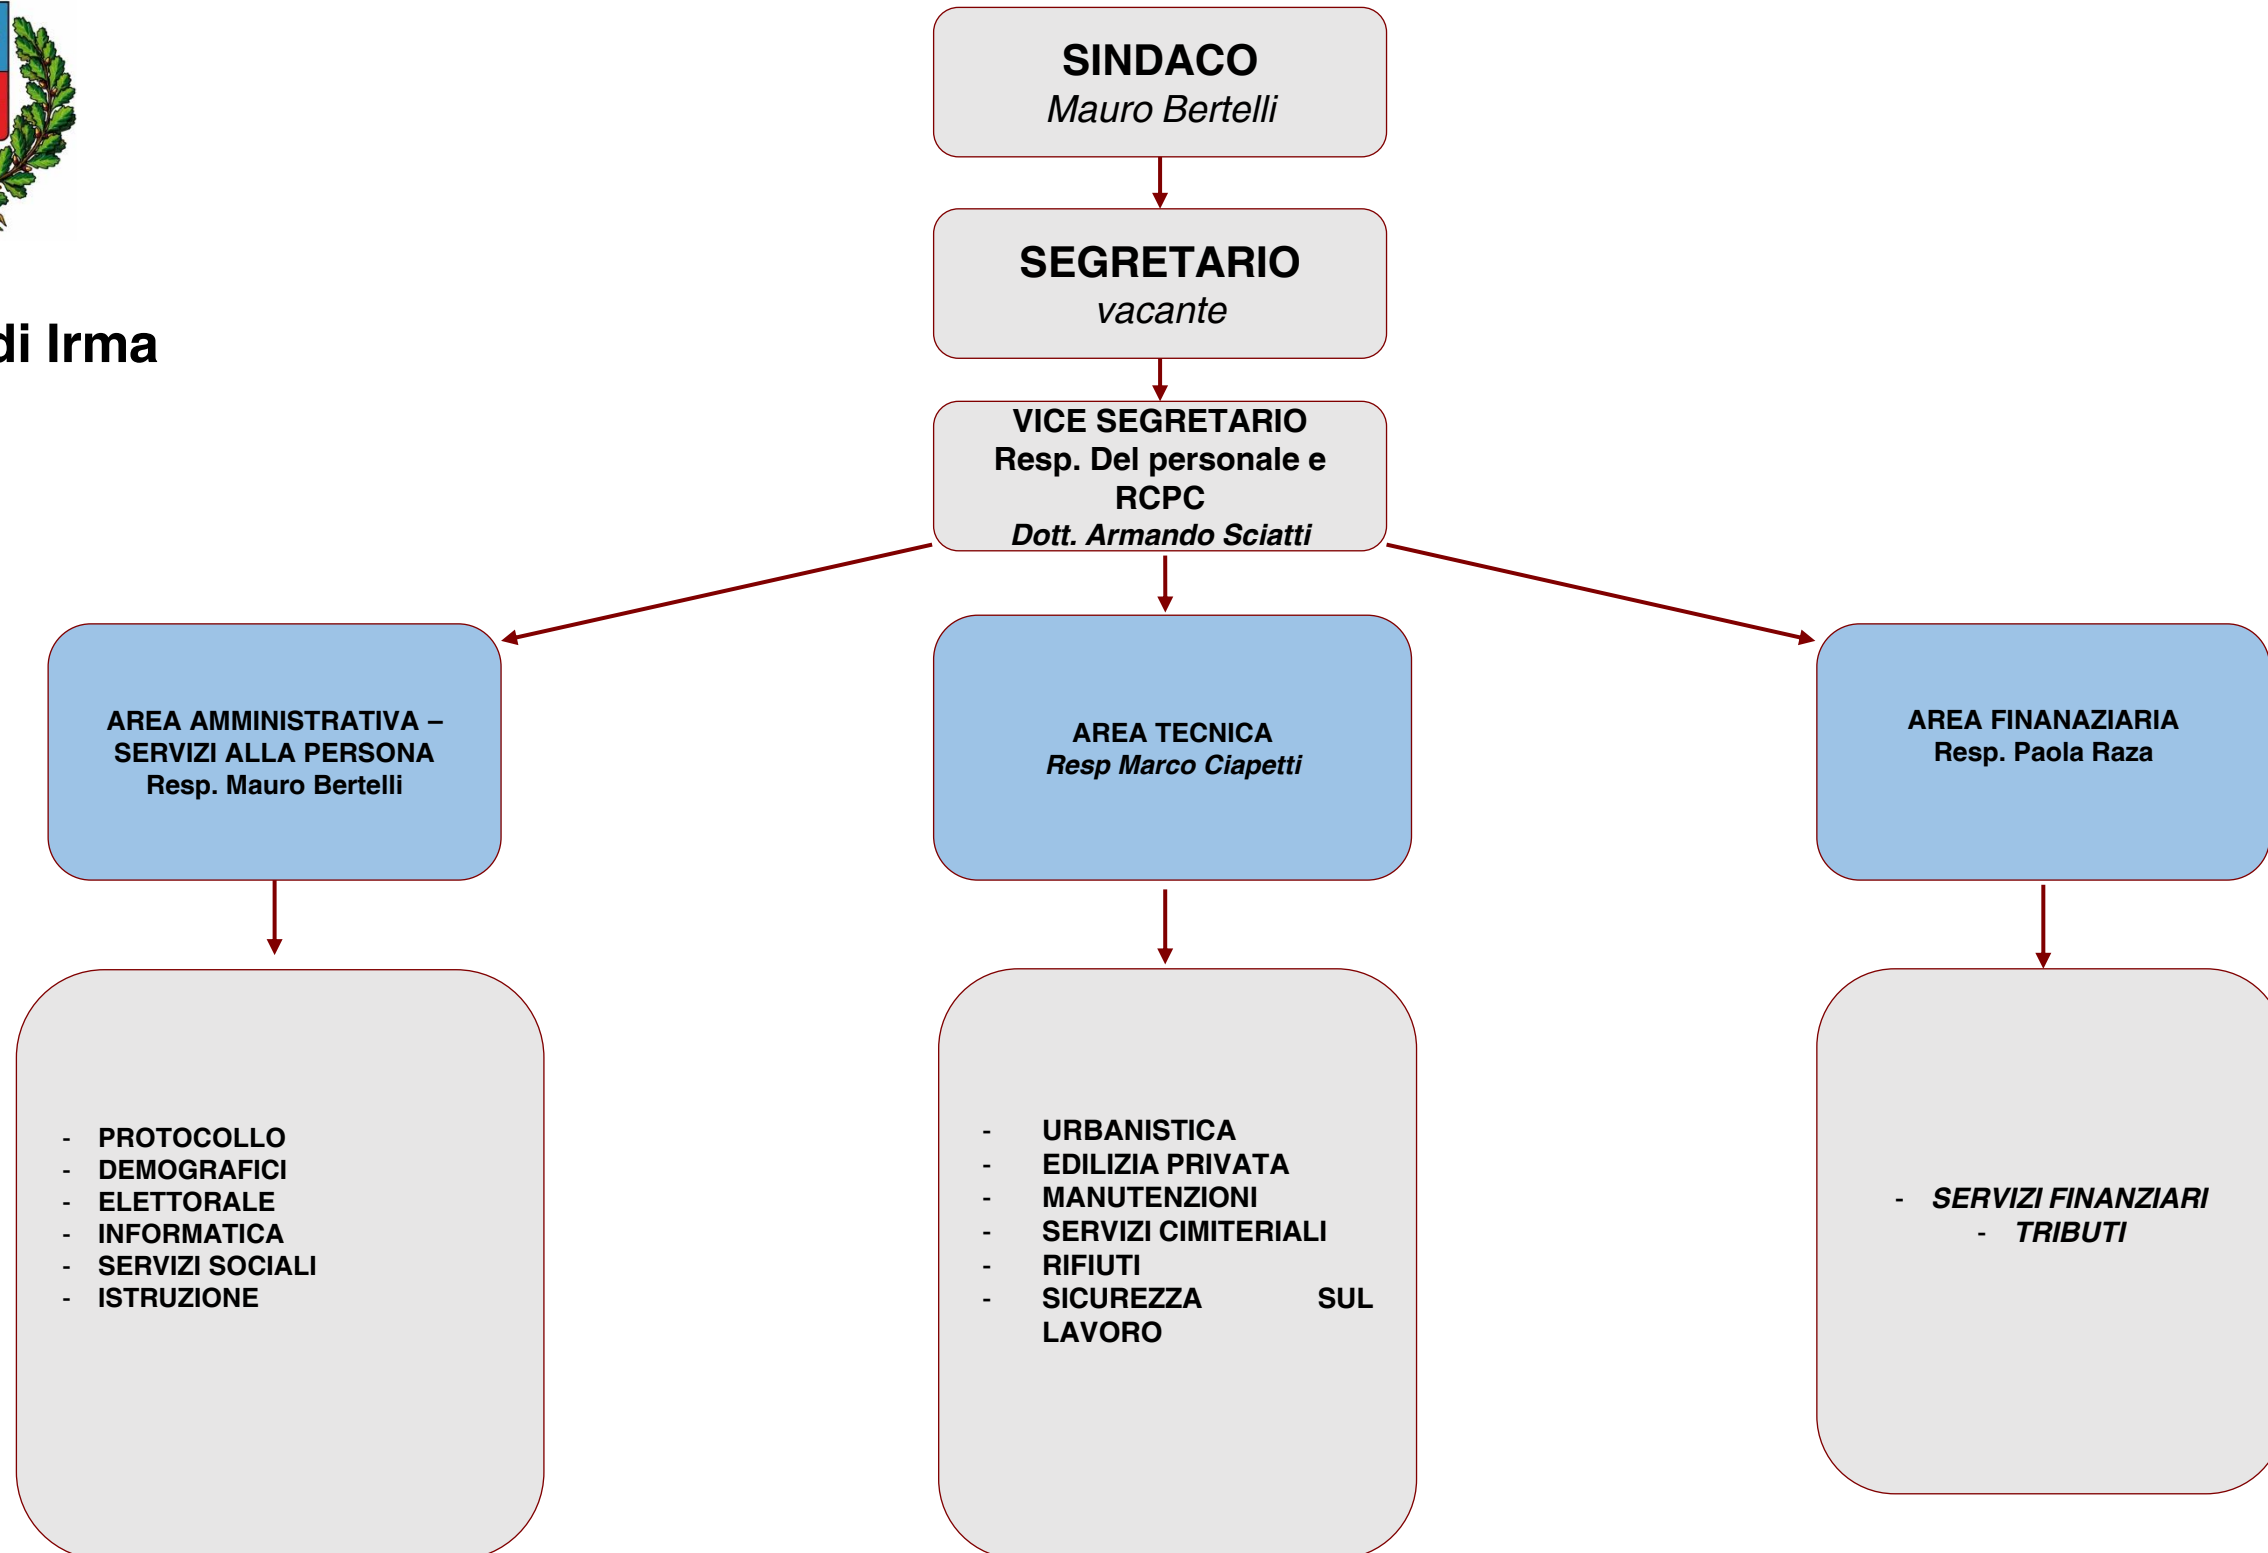 SINDACO
Mauro Bertelli
SEGRETARIO
vacante
di Irma
VICE SEGRETARIO
Resp. Del personale e
RCPC
Dott. Armando Sciatti
AREA AMMINISTRATIVA –
SERVIZI ALLA PERSONA
Resp. Mauro Bertelli
AREA TECNICA
Resp Marco Ciapetti
AREA FINANAZIARIA
Resp. Paola Raza
- PROTOCOLLO
- DEMOGRAFICI
- ELETTORALE
- INFORMATICA
- SERVIZI SOCIALI
- ISTRUZIONE
- URBANISTICA
- EDILIZIA PRIVATA
- MANUTENZIONI
- SERVIZI CIMITERIALI
- RIFIUTI
- SICUREZZA SUL
LAVORO
- SERVIZI FINANZIARI
- TRIBUTI